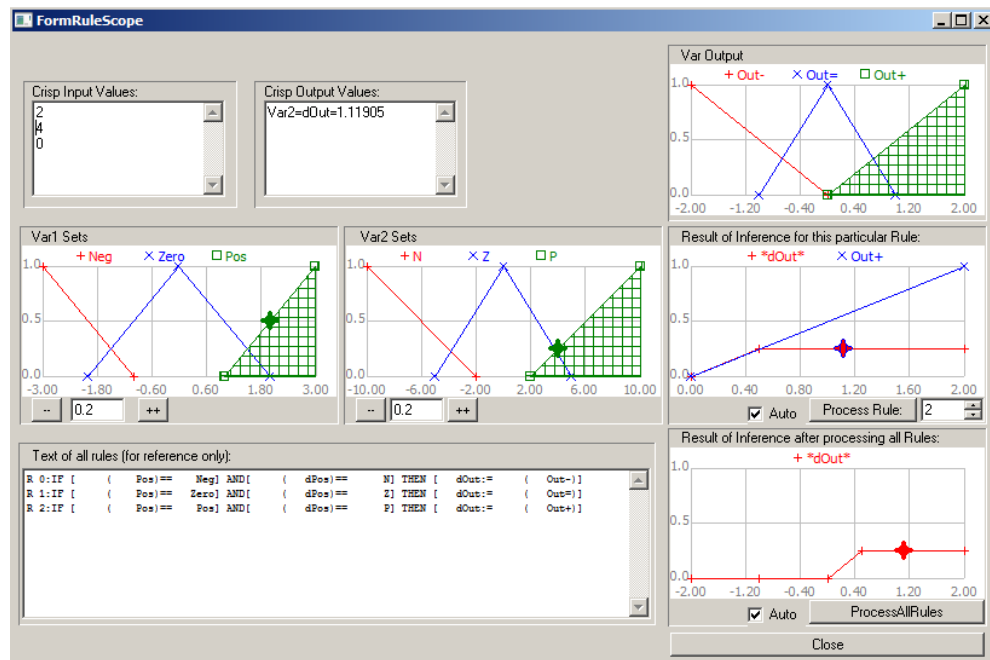 FormRuleScope
Crisp Input Values:
2
4
0
Crisp Output Values:
Var2=dOut=1.11905
Var Output
Out- Out= Out+
1.0
0.5
0.0
-2.00 -1.20 -0.40 0.40 1.20 2.00
Var1 Sets
Neg Zero Pos
1.0
0.5
0.0
-3.00 -1.80 -0.60 0.60 1.80 3.00
-- 0.2 ++
Var2 Sets
N Z P
1.0
0.5
0.0
-10.00 -6.00 -2.00 2.00 6.00 10.00
-- 0.2 ++
Result of Inference for this particular Rule:
*dOut* Out+
1.0
0.5
0.0
0.00 0.40 0.80 1.20 1.60 2.00
Auto Process Rule: 2
Text of all rules (for reference only):
R 0:IF [ ( Pos)== Neg] AND[ ( dPos)== N] THEN [ dOut:= ( Out-)]
R 1:IF [ ( Pos)== Zero] AND[ ( dPos)== Z] THEN [ dOut:= ( Out=)]
R 2:IF [ ( Pos)== Pos] AND[ ( dPos)== P] THEN [ dOut:= ( Out+)]
Result of Inference after processing all Rules:
*dOut*
1.0
0.5
0.0
-2.00 -1.20 -0.40 0.40 1.20 2.00
Auto ProcessAllRules
Close